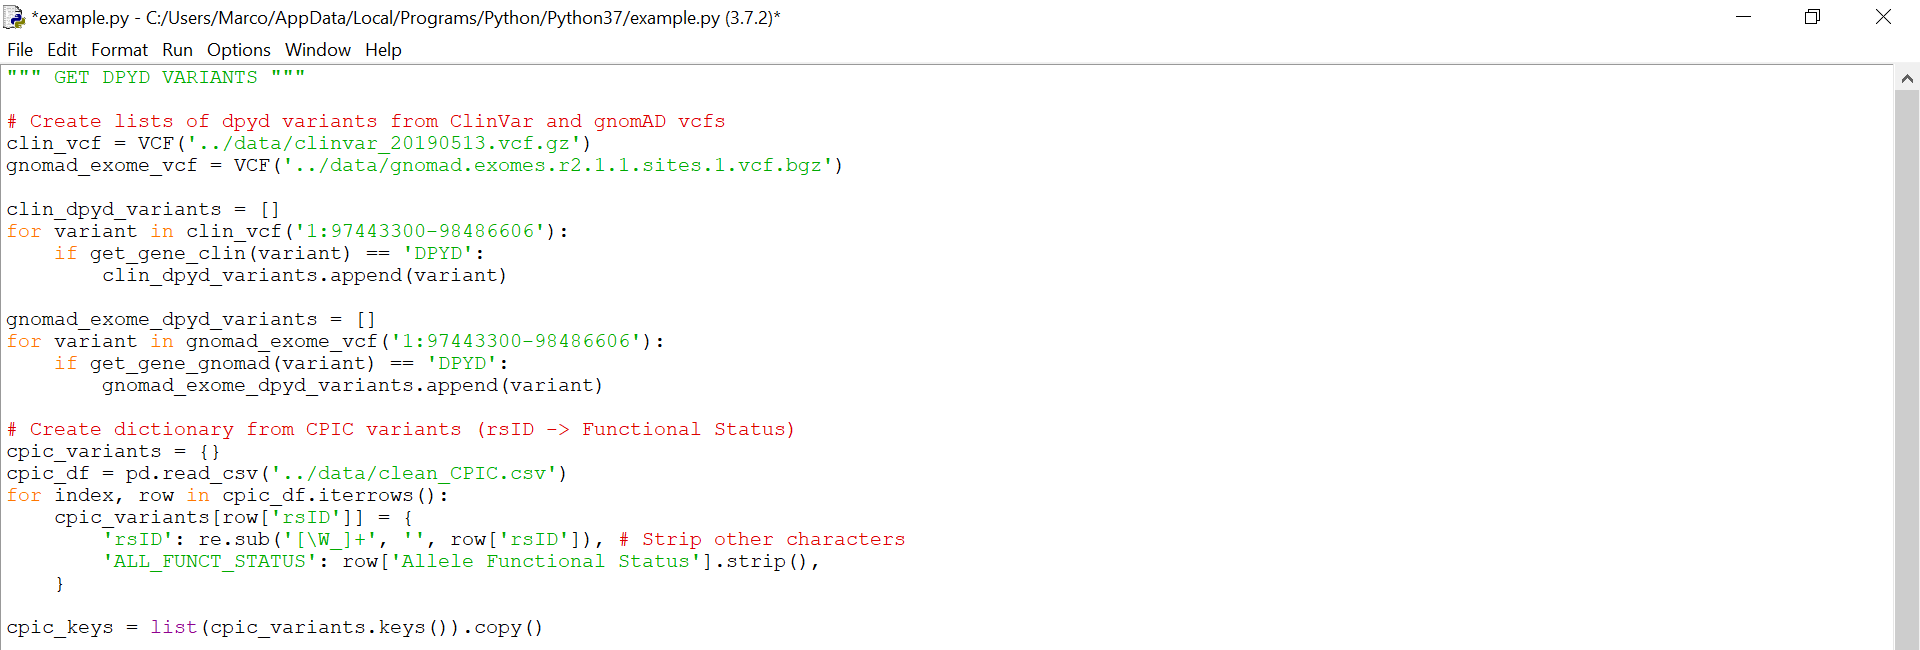 *example.py - C:/Users/Marco/AppData/Local/Programs/Python/Python37/example.py (3.7.2)*
File Edit Format Run Options Window Help
""" GET DPYD VARIANTS """

# Create lists of dpyd variants from ClinVar and gnomAD vcfs
clin_vcf = VCF('../data/clinvar_20190513.vcf.gz')
gnomad_exome_vcf = VCF('../data/gnomad.exomes.r2.1.1.sites.1.vcf.bgz')

clin_dpyd_variants = []
for variant in clin_vcf('1:97443300-98486606'):
    if get_gene_clin(variant) == 'DPYD':
        clin_dpyd_variants.append(variant)

gnomad_exome_dpyd_variants = []
for variant in gnomad_exome_vcf('1:97443300-98486606'):
    if get_gene_gnomad(variant) == 'DPYD':
        gnomad_exome_dpyd_variants.append(variant)

# Create dictionary from CPIC variants (rsID -> Functional Status)
cpic_variants = {}
cpic_df = pd.read_csv('../data/clean_CPIC.csv')
for index, row in cpic_df.iterrows():
    cpic_variants[row['rsID']] = {
        'rsID': re.sub('[\W_]+', '', row['rsID']), # Strip other characters
        'ALL_FUNCT_STATUS': row['Allele Functional Status'].strip(),
    }

cpic_keys = list(cpic_variants.keys()).copy()